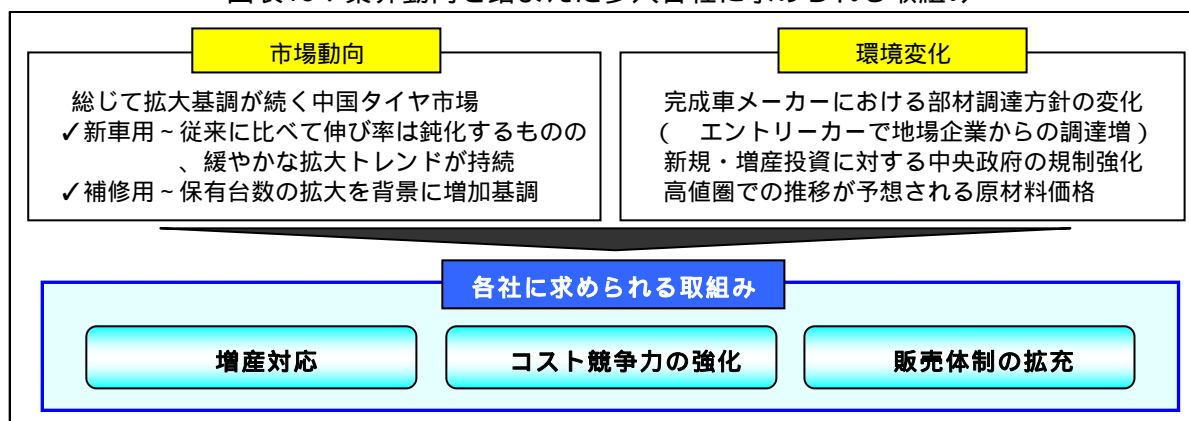 市場動向
総じて拡大基調が続く中国タイヤ市場
✓新車用～従来に比べて伸び率は鈍化するものの
、緩やかな拡大トレンドが持続
✓補修用～保有台数の拡大を背景に増加基調
環境変化
完成車メーカーにおける部材調達方針の変化
(　エントリーカーで地場企業からの調達増)
新規・増産投資に対する中央政府の規制強化
高値圏での推移が予想される原材料価格
各社に求められる取組み
増産対応
コスト競争力の強化
販売体制の拡充